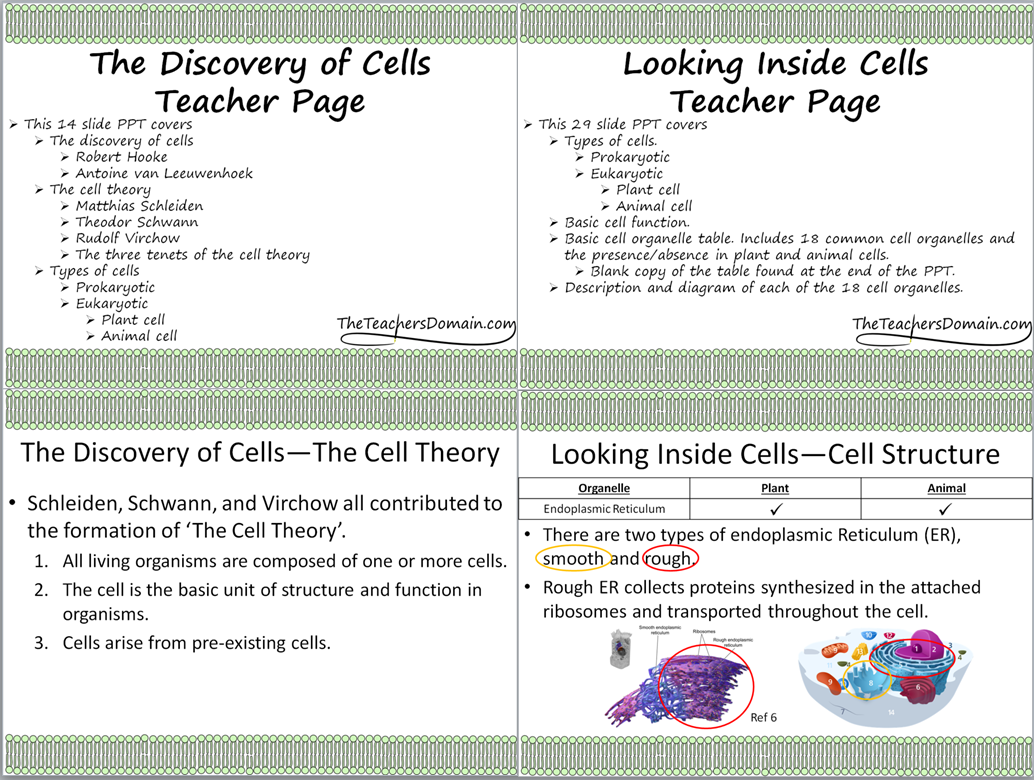 The Discovery of Cells
Teacher Page
➢ This 14 slide PPT covers
➢ The discovery of cells
➢ Robert Hooke
➢ Antoine van Leeuwenhoek
➢ The cell theory
➢ Matthias Schleiden
➢ Theodor Schwann
➢ Rudolf Virchow
➢ The three tenets of the cell theory
➢ Types of cells
➢ Prokaryotic
➢ Eukaryotic
➢ Plant cell
➢ Animal cell
TheTeachersDomain.com
Looking Inside Cells
Teacher Page
➢ This 29 slide PPT covers
➢ Types of cells.
➢ Prokaryotic
➢ Eukaryotic
➢ Plant cell
➢ Animal cell
➢ Basic cell function.
➢ Basic cell organelle table. Includes 18 common cell organelles and
the presence/absence in plant and animal cells.
➢ Blank copy of the table found at the end of the PPT.
➢ Description and diagram of each of the 18 cell organelles.
TheTeachersDomain.com
The Discovery of Cells—The Cell Theory
• Schleiden, Schwann, and Virchow all contributed to
the formation of ‘The Cell Theory’.
1. All living organisms are composed of one or more cells.
2. The cell is the basic unit of structure and function in
organisms.
3. Cells arise from pre-existing cells.
Looking Inside Cells—Cell Structure
Organelle Plant Animal
Endoplasmic Reticulum ✓ ✓
• There are two types of endoplasmic Reticulum (ER),
smooth and rough.
• Rough ER collects proteins synthesized in the attached
ribosomes and transported throughout the cell.
Smooth endoplasmic
reticulum
Ribosomes
Rough endoplasmic
reticulum
Ref 6
10 12
1 2 3
4
9
8
6
7
14